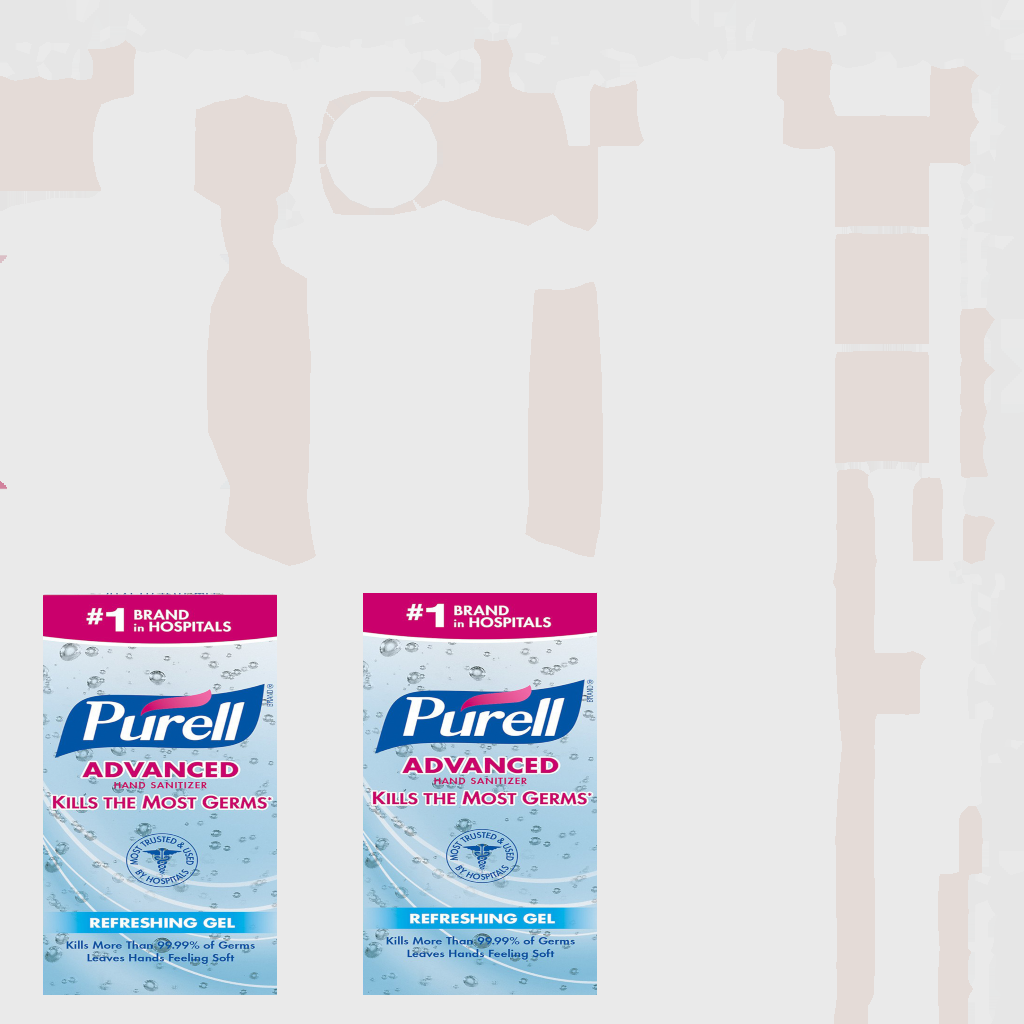 #1 BRAND
in HOSPITALS
Purell
BRAND®
ADVANCED
HAND SANITIZER
KILLS THE MOST GERMS*
MOST TRUSTED & USED
BY HOSPITALS
REFRESHING GEL
Kills More Than 99.99% of Germs
Leaves Hands Feeling Soft
#1 BRAND
in HOSPITALS
Purell
BRAND®
ADVANCED
HAND SANITIZER
KILLS THE MOST GERMS*
MOST TRUSTED & USED
BY HOSPITALS
REFRESHING GEL
Kills More Than 99.99% of Germs
Leaves Hands Feeling Soft